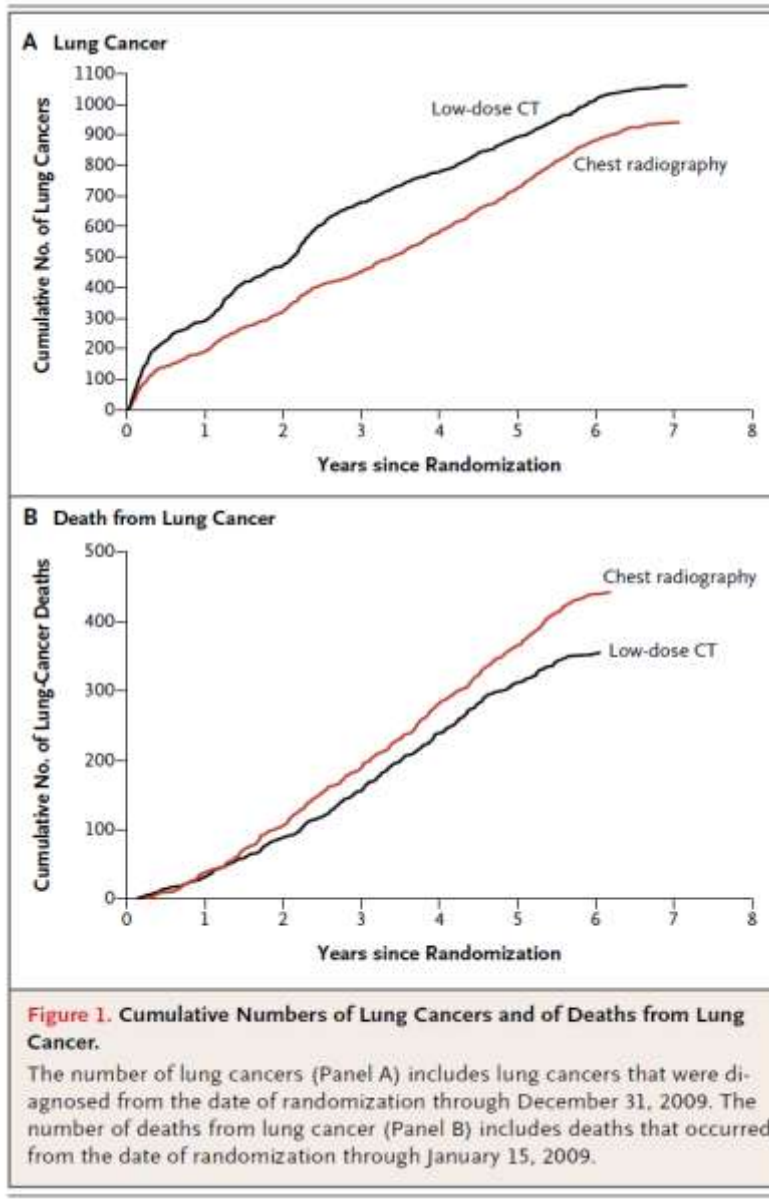 A Lung Cancer
1100
1000
900
800
700
600
500
400
300
200
100
0
Cumulative No. of Lung Cancers
Low-dose CT
Chest radiography
0 1 2 3 4 5 6 7 8
Years since Randomization
B Death from Lung Cancer
500
400
300
200
100
0
Cumulative No. of Lung-Cancer Deaths
Chest radiography
Low-dose CT
0 1 2 3 4 5 6 7 8
Years since Randomization
Figure 1. Cumulative Numbers of Lung Cancers and of Deaths from Lung
Cancer.
The number of lung cancers (Panel A) includes lung cancers that were di-
agnosed from the date of randomization through December 31, 2009. The
number of deaths from lung cancer (Panel B) includes deaths that occurred
from the date of randomization through January 15, 2009.